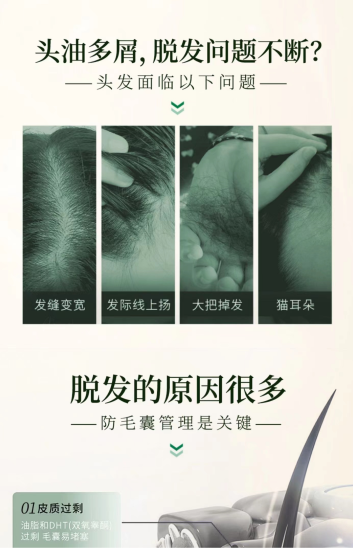 头油多屑，脱发问题不断？
头发面临以下问题
发缝变宽 发际线上扬 大把掉发 猫耳朵
脱发的原因很多
防毛囊管理是关键
01皮质过剩
油脂和DHT(双氢睾酮)
过剩 毛囊易堵塞